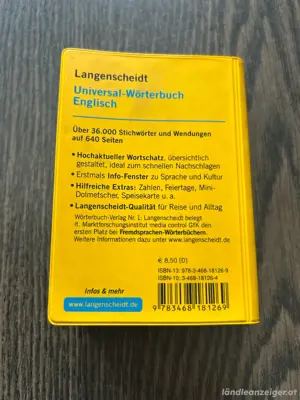 Langenscheidt
Universal-Wörterbuch
Englisch
Über 36.000 Stichwörter und Wendungen
auf 640 Seiten
• Hochaktueller Wortschatz, übersichtlich
gestaltet, ideal zum schnellen Nachschlagen
• Erstmals Info-Fenster zu Sprache und Kultur
• Hilfreiche Extras: Zahlen, Feiertage, Mini-
Dolmetscher, Speisekarte u. a.
• Langenscheidt-Qualität für Reise und Alltag
Wörterbuch-Verlag Nr. 1: Langenscheidt belegt
lt. Marktforschungsinstitut media control GfK den
ersten Platz bei Fremdsprachen-Wörterbüchern.
Weitere Informationen dazu unter www.langenscheidt.de
€ 8,50 (D)
ISBN-13: 978-3-468-18126-9
ISBN-10: 3-468-18126-4
Infos & mehr
www.langenscheidt.de
9 783468 181269
ländleanzeiger.at